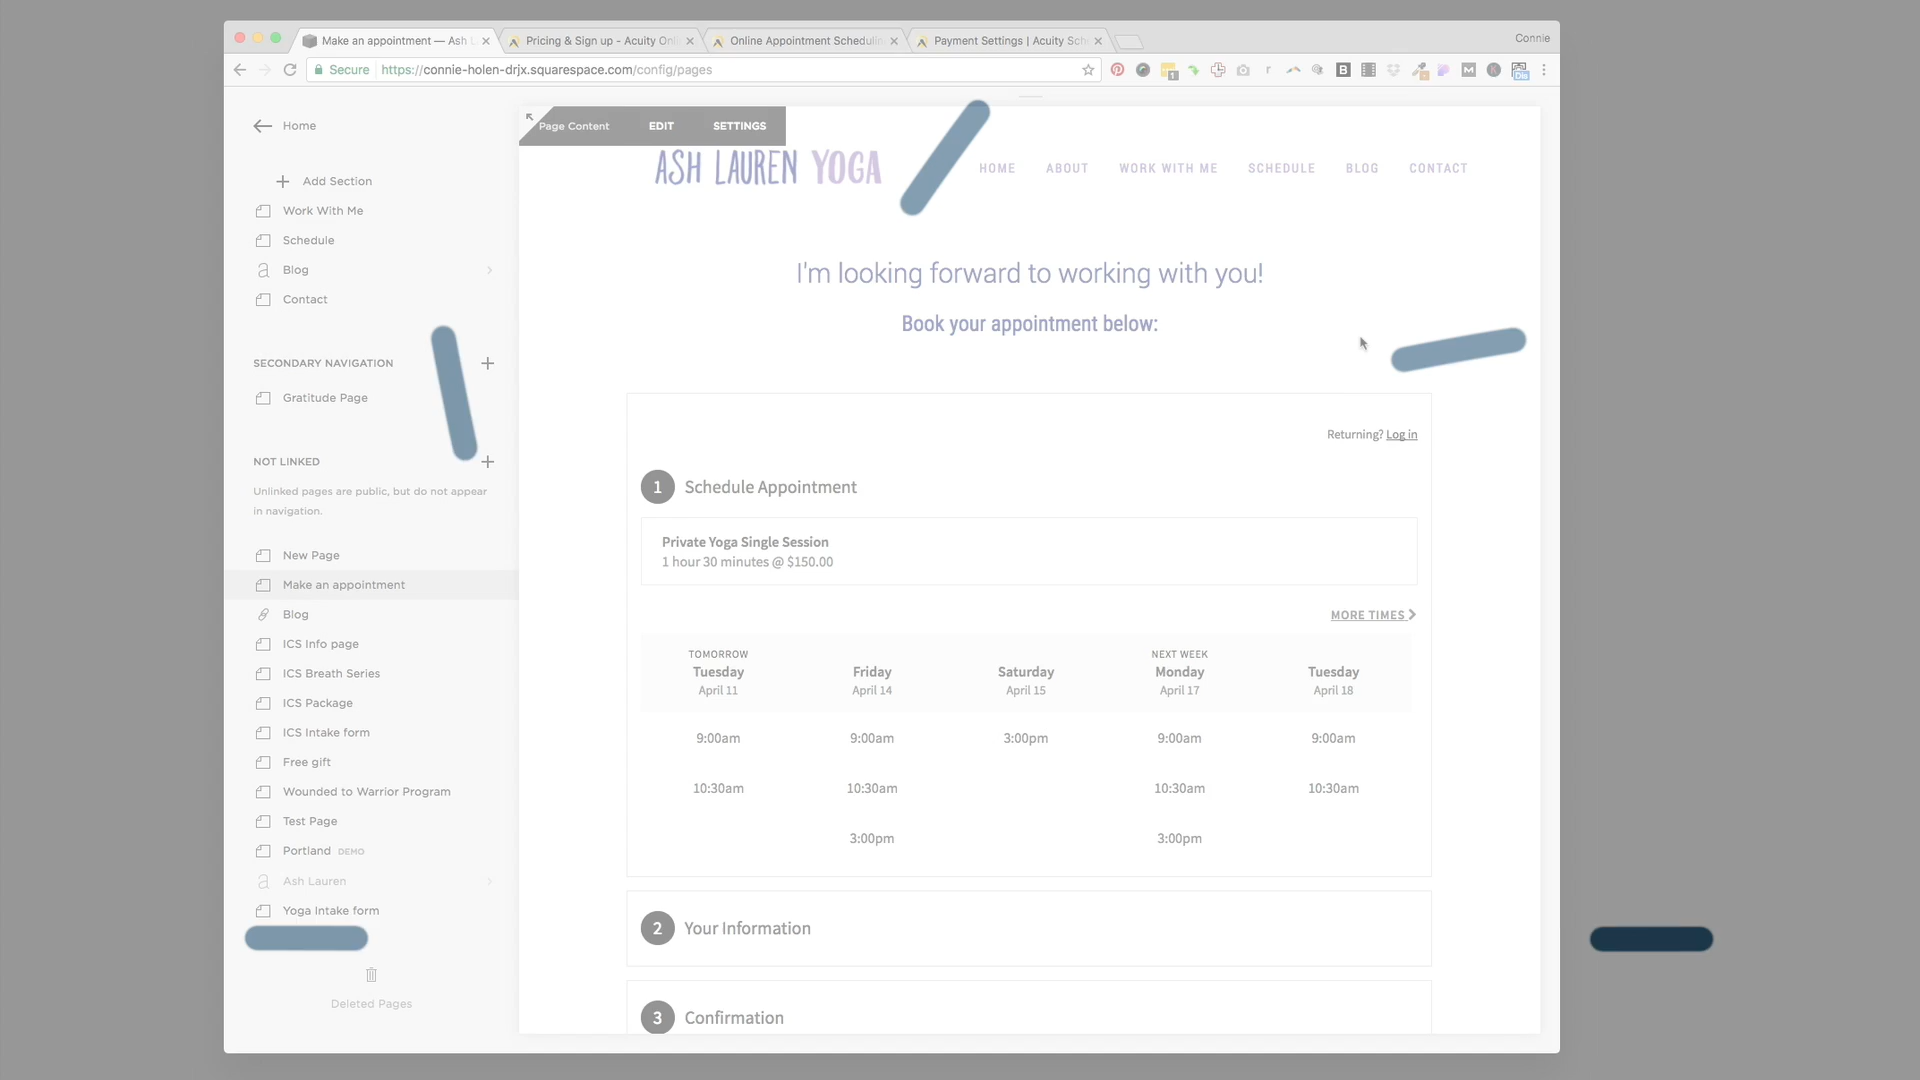 Make an appointment — Ash
Pricing & Sign up - Acuity Onli
Online Appointment Schedulin
Payment Settings | Acuity Sch
Connie
Secure
https://connie-holen-drjx.squarespace.com/config/pages
Home
Page Content
EDIT
SETTINGS
ASH LAUREN YOGA
HOME
ABOUT
WORK WITH ME
SCHEDULE
BLOG
CONTACT
Add Section
Work With Me
Schedule
Blog
Contact
SECONDARY NAVIGATION
Gratitude Page
NOT LINKED
Unlinked pages are public, but do not appear
in navigation.
New Page
Make an appointment
Blog
ICS Info page
ICS Breath Series
ICS Package
ICS Intake form
Free gift
Wounded to Warrior Program
Test Page
Portland DEMO
Ash Lauren
Yoga Intake form
Deleted Pages
I'm looking forward to working with you!
Book your appointment below:
Returning? Log in
1 Schedule Appointment
Private Yoga Single Session
1 hour 30 minutes @ $150.00
MORE TIMES
TOMORROW
Tuesday
April 11
9:00am
10:30am
Friday
April 14
9:00am
10:30am
3:00pm
Saturday
April 15
3:00pm
NEXT WEEK
Monday
April 17
9:00am
10:30am
3:00pm
Tuesday
April 18
9:00am
10:30am
2 Your Information
3 Confirmation